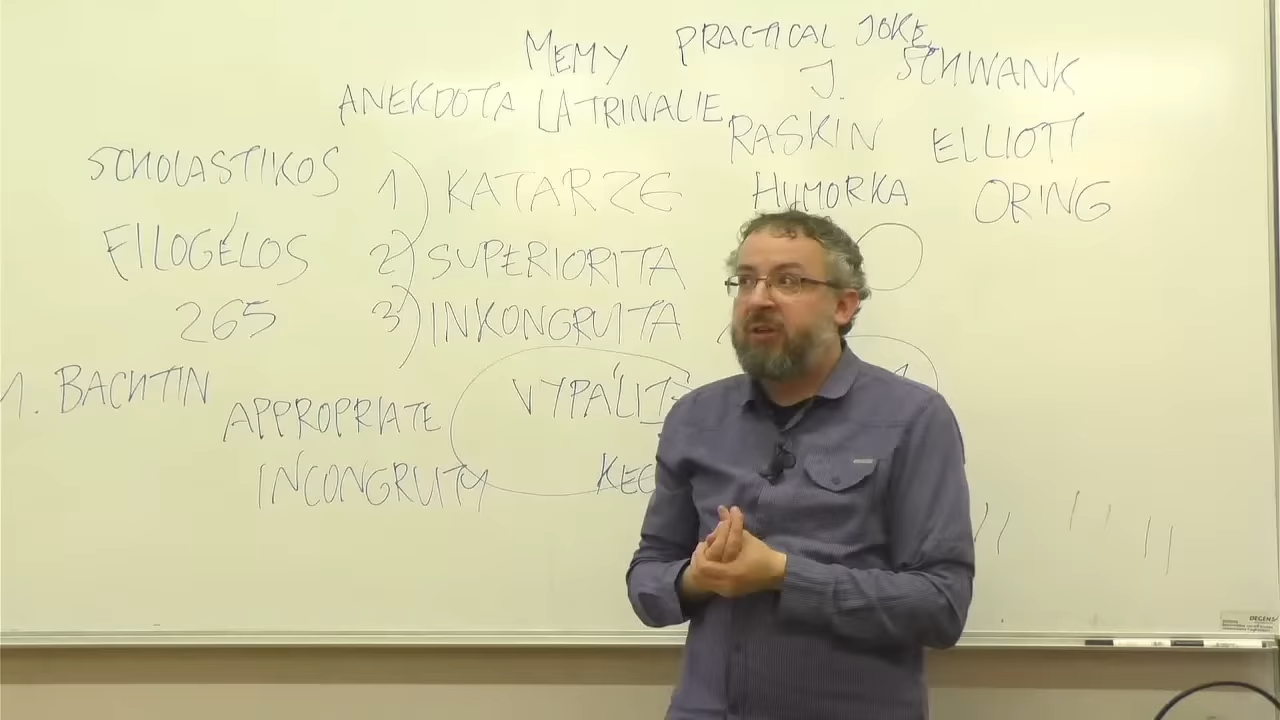 MEMY PRACTICAL JOKE,
J. SCHWANK
ANEKDOTA LATRINALIE
RASKIN ELLIOTT
SCHOLASTIKOS 1) KATARZE HUMORKA ORING
FILOGÉLOS 2) SUPERIORITA
265 3) INKONGRUITA
BACHTIN
APPROPRIATE
INCONGRUITY